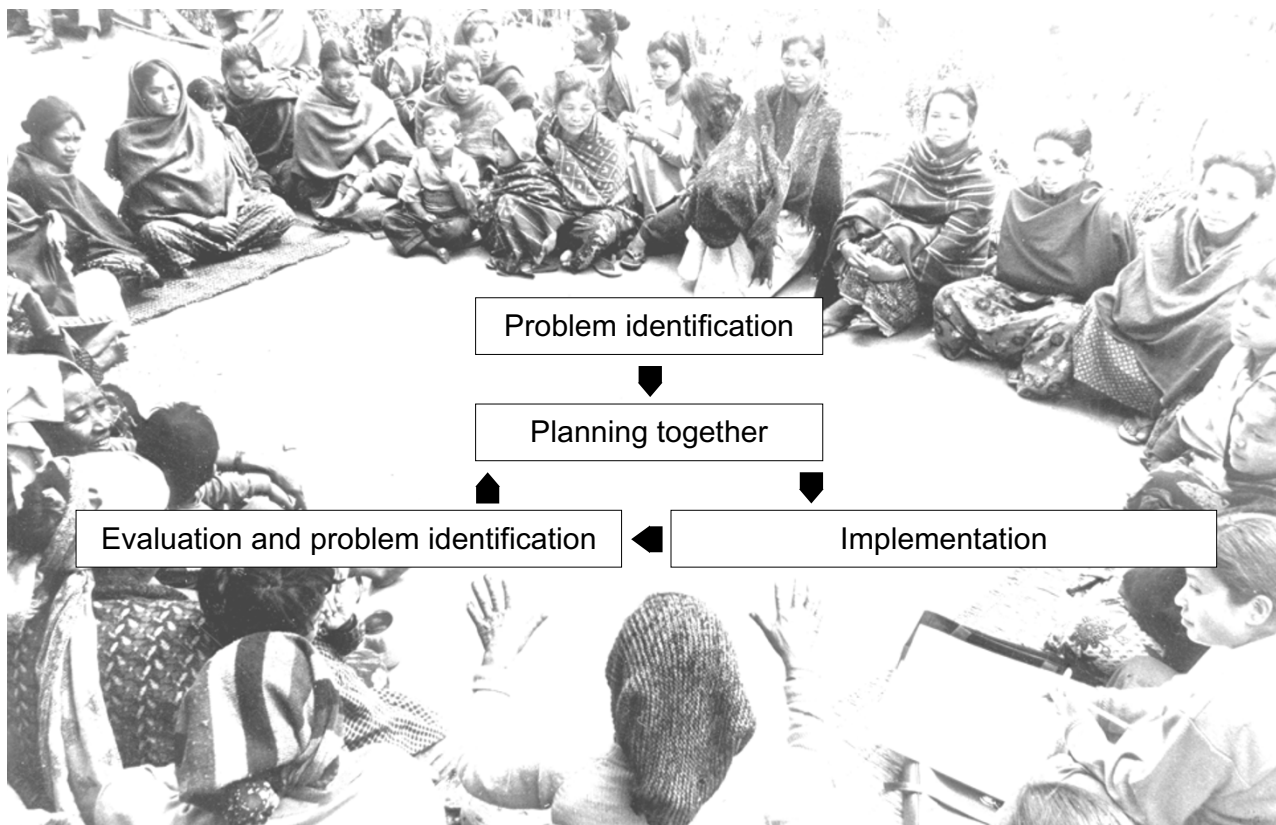 Problem identification
Planning together
Evaluation and problem identification
Implementation